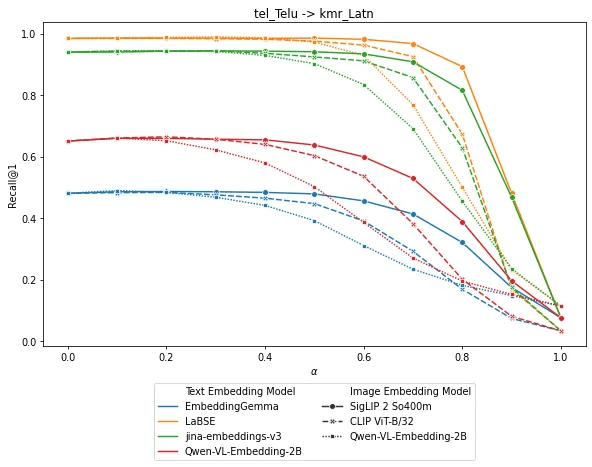 tel_Telu -> kmr_Latn
1.0
0.8
0.6
0.4
0.2
0.0
Recall@1
0.0 0.2 0.4 0.6 0.8 1.0
α
Text Embedding Model
EmbeddingGemma
LaBSE
jina-embeddings-v3
Qwen-VL-Embedding-2B
Image Embedding Model
SigLIP 2 So400m
CLIP ViT-B/32
Qwen-VL-Embedding-2B